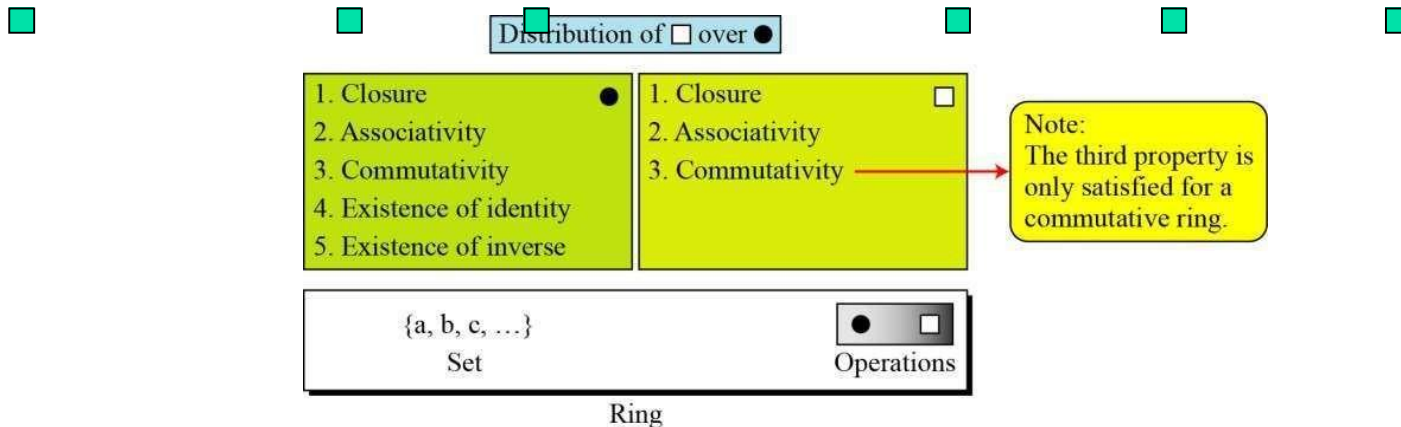 Distribution of □ over ●
1. Closure ●
2. Associativity
3. Commutativity
4. Existence of identity
5. Existence of inverse
1. Closure □
2. Associativity
3. Commutativity
Note:
The third property is
only satisfied for a
commutative ring.
{a, b, c, …}
Set
● □
Operations
Ring